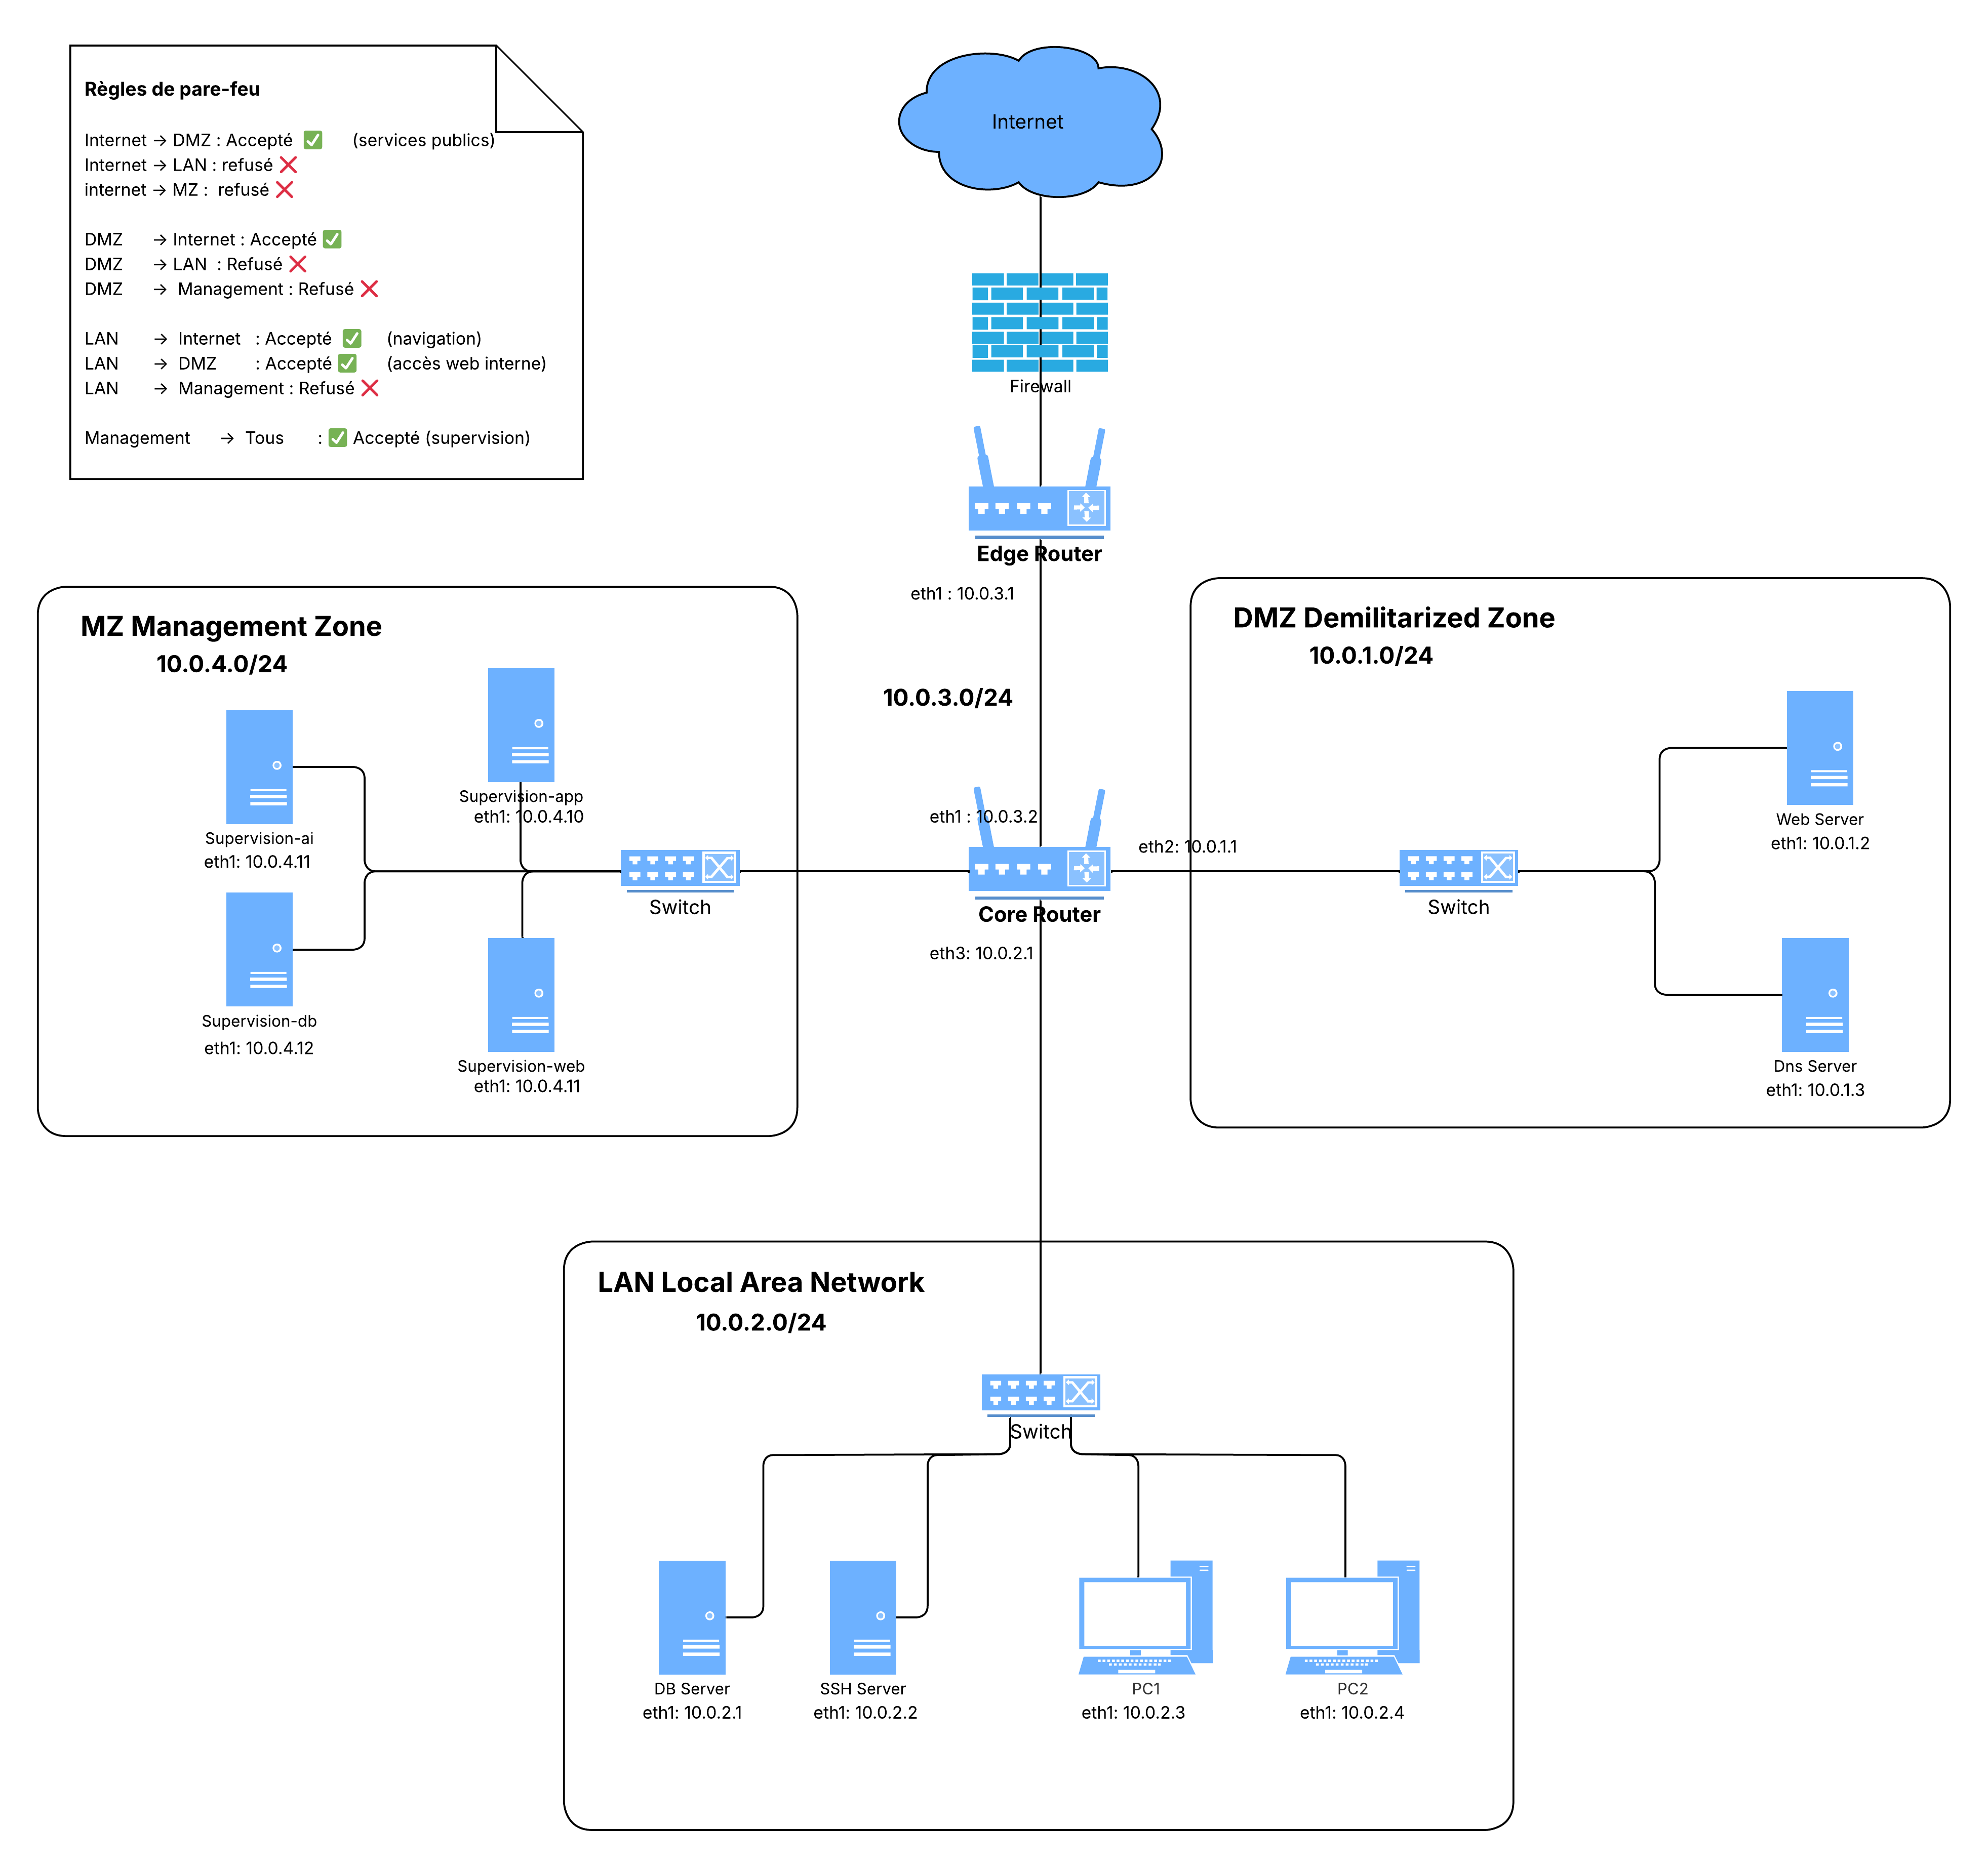 Règles de pare-feu
Internet → DMZ : Accepté ✅ (services publics)
Internet → LAN : refusé ❌
internet → MZ : refusé ❌
DMZ → Internet : Accepté ✅
DMZ → LAN : Refusé ❌
DMZ → Management : Refusé ❌
LAN → Internet : Accepté ✅ (navigation)
LAN → DMZ : Accepté ✅ (accès web interne)
LAN → Management : Refusé ❌
Management → Tous : ✅ Accepté (supervision)
Internet
Firewall
Edge Router
eth1 : 10.0.3.1
10.0.3.0/24
MZ Management Zone
10.0.4.0/24
Supervision-ai
eth1: 10.0.4.11
Supervision-app
eth1: 10.0.4.10
Supervision-db
eth1: 10.0.4.12
Supervision-web
eth1: 10.0.4.11
Switch
eth1 : 10.0.3.2
eth2: 10.0.1.1
Core Router
eth3: 10.0.2.1
DMZ Demilitarized Zone
10.0.1.0/24
Switch
Web Server
eth1: 10.0.1.2
Dns Server
eth1: 10.0.1.3
LAN Local Area Network
10.0.2.0/24
Switch
DB Server
eth1: 10.0.2.1
SSH Server
eth1: 10.0.2.2
PC1
eth1: 10.0.2.3
PC2
eth1: 10.0.2.4